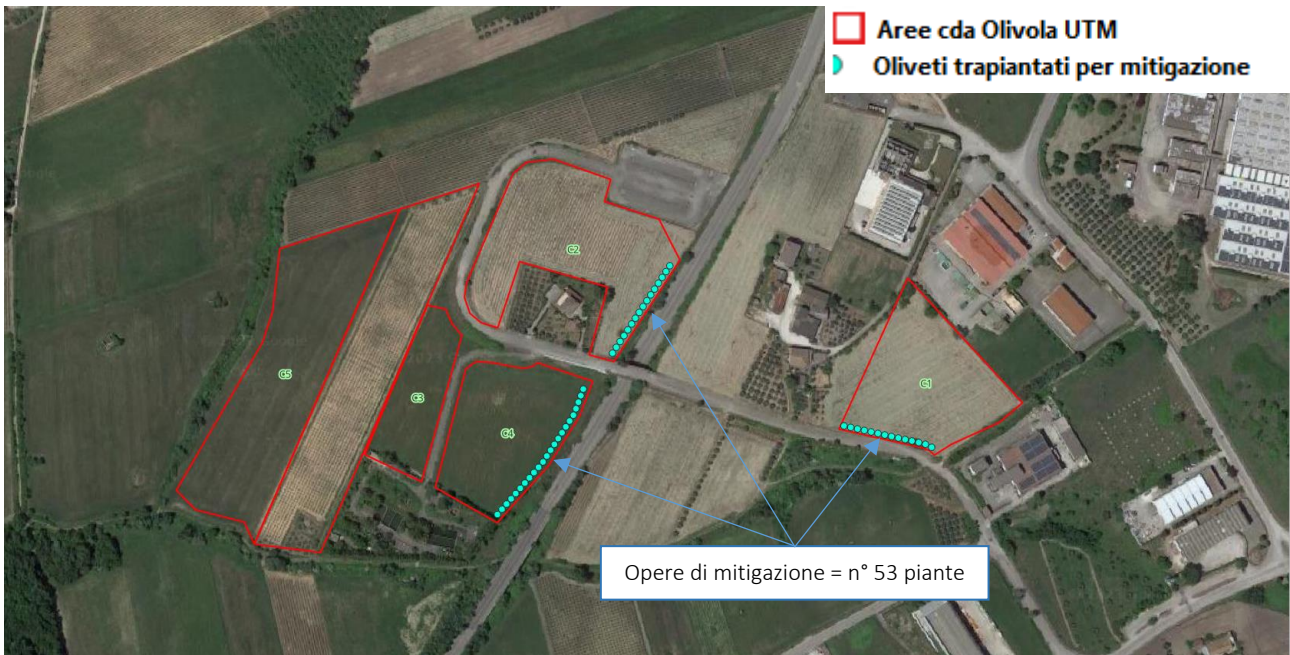 Aree cda Olivola UTM
Oliveti trapiantati per mitigazione
C2
C5
C1
C3
C4
Opere di mitigazione = n° 53 piante